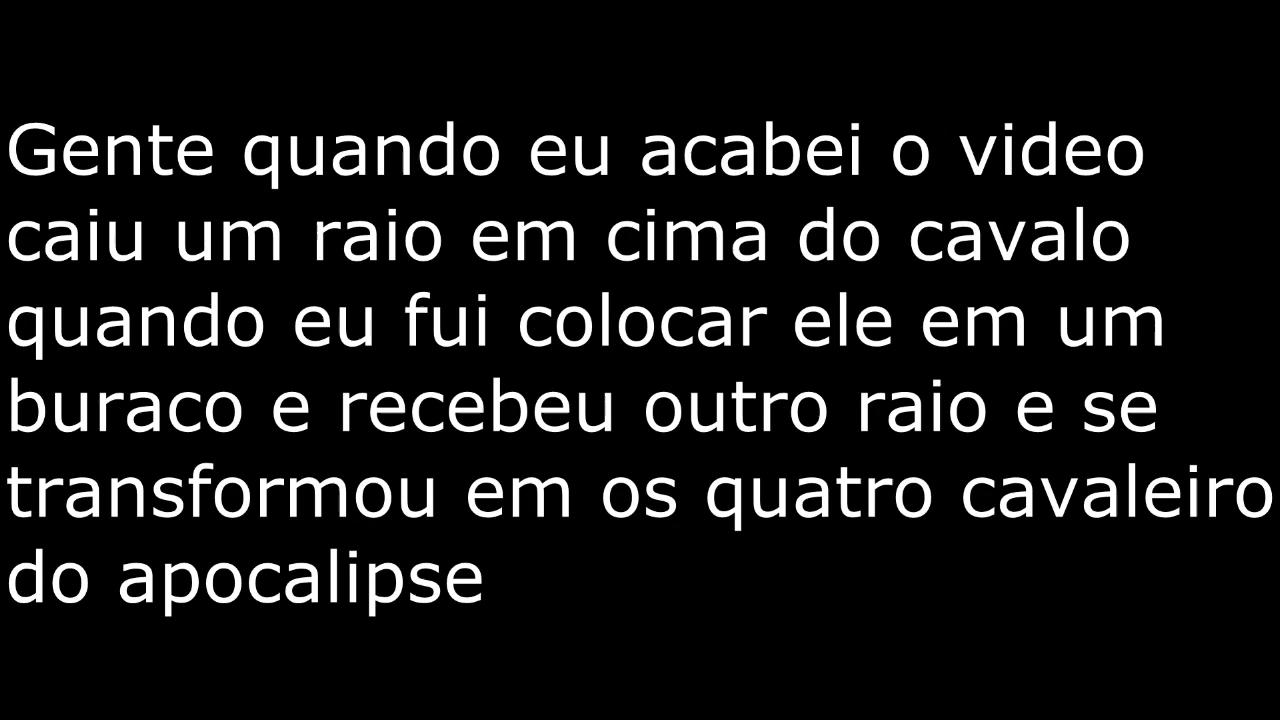 Gente quando eu acabei o video
caiu um raio em cima do cavalo
quando eu fui colocar ele em um
buraco e recebeu outro raio e se
transformou em os quatro cavaleiro
do apocalipse